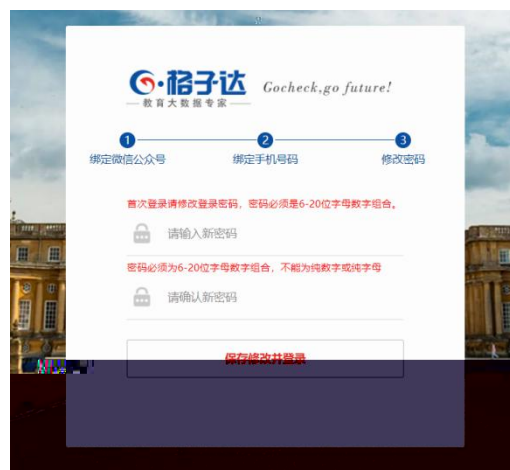 格子达
教育大数据专家
Gocheck,go future!
1 2 3
绑定微信公众号 绑定手机号码 修改密码
首次登录请修改登录密码，密码必须是6-20位字母数字组合。
请输入新密码
密码必须为6-20位字母数字组合，不能为纯数字或纯字母
请确认新密码
保存修改并登录